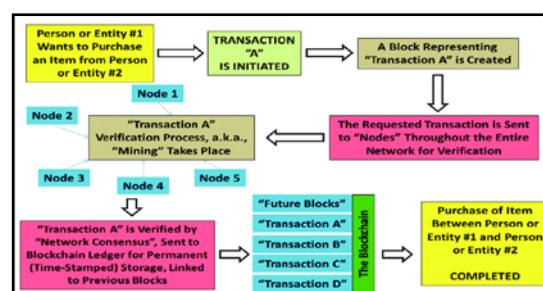 Person or Entity #1
Wants to Purchase
an Item from Person
or Entity #2
TRANSACTION
"A"
IS INITIATED
A Block Representing
"Transaction A" is Created
Node 1
Node 2
"Transaction A"
Verification Process, a.k.a.,
"Mining" Takes Place
The Requested Transaction is Sent
to "Nodes" Throughout the Entire
Network for Verification
Node 3
Node 4
Node 5
"Transaction A" is Verified by
"Network Consensus", Sent to
Blockchain Ledger for Permanent
(Time-Stamped) Storage, Linked
to Previous Blocks
"Future Blocks"
"Transaction A"
"Transaction B"
"Transaction C"
"Transaction D"
The Blockchain
Purchase of Item
Between Person or
Entity #1 and Person
or Entity #2
COMPLETED